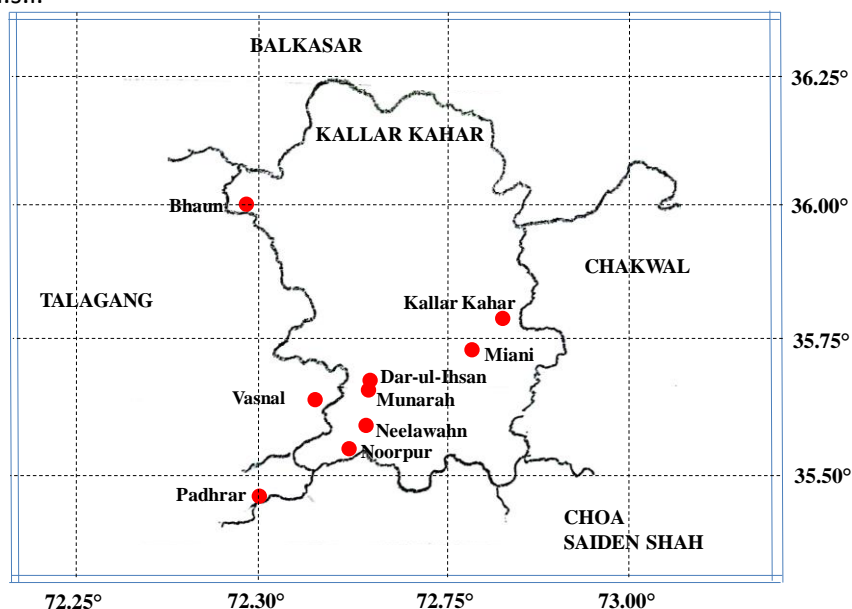 BALKASAR
36.25°
KALLAR KAHAR
Bhaun
36.00°
CHAKWAL
TALAGANG
Kallar Kahar
35.75°
Miani
Dar-ul-Ihsan
Vasnal
Munarah
Neelawahn
Noorpur
35.50°
Padhrar
CHOA
SAIDEN SHAH
72.25°
72.30°
72.75°
73.00°